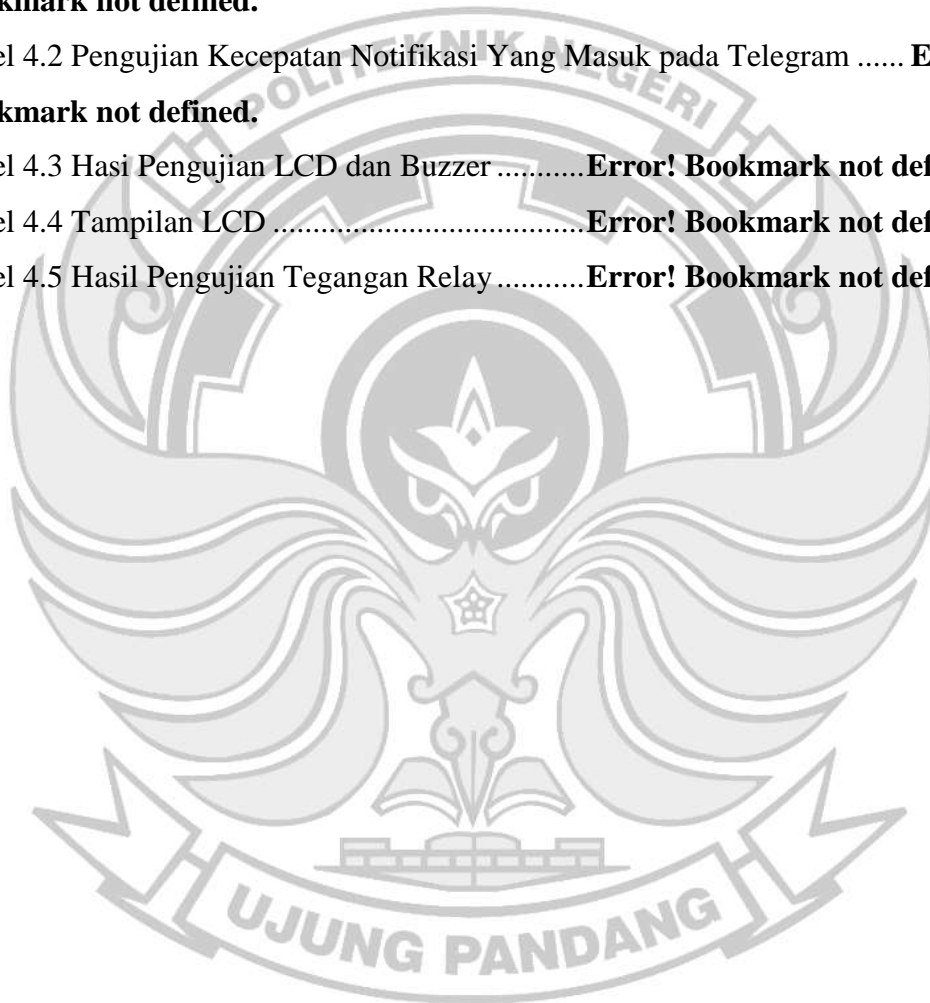 kmark not defined.
el 4.2 Pengujian Kecepatan Notifikasi Yang Masuk pada Telegram ...... E
kmark not defined.
el 4.3 Hasi Pengujian LCD dan Buzzer ........... Error! Bookmark not def
el 4.4 Tampilan LCD ....................................... Error! Bookmark not def
el 4.5 Hasil Pengujian Tegangan Relay ........... Error! Bookmark not def
POLITEKNIK NEGERI
UJUNG PANDANG